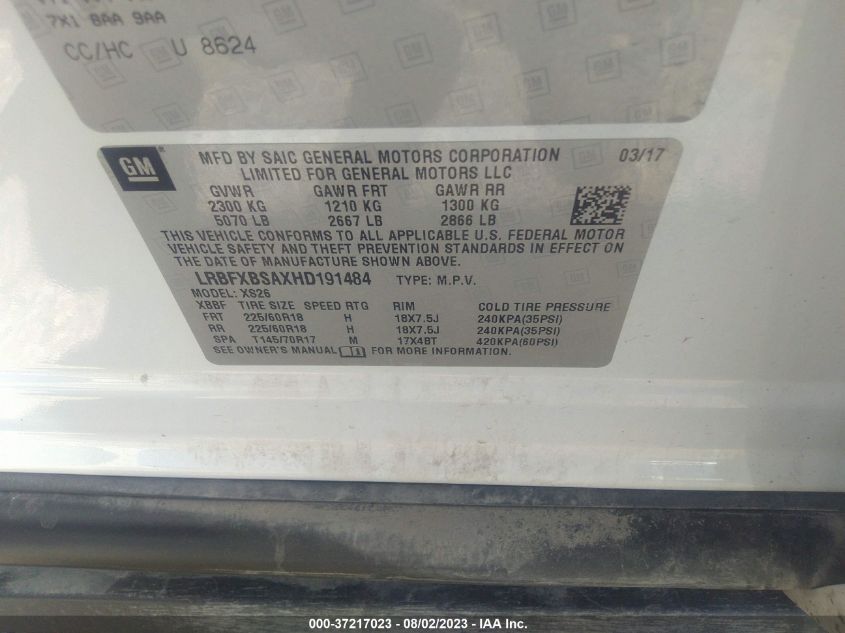 7X1 8AA 9AA
CC/HC U 8624
GM
MFD BY SAIC GENERAL MOTORS CORPORATION 03/17
LIMITED FOR GENERAL MOTORS LLC
GVWR GAWR FRT GAWR RR
2300 KG 1210 KG 1300 KG
5070 LB 2667 LB 2866 LB
THIS VEHICLE CONFORMS TO ALL APPLICABLE U.S. FEDERAL MOTOR
VEHICLE SAFETY AND THEFT PREVENTION STANDARDS IN EFFECT ON
THE DATE OF MANUFACTURE SHOWN ABOVE.
LRBFXBSAXHD191484 TYPE: M.P.V.
MODEL: XS26
XBBF TIRE SIZE SPEED RTG RIM COLD TIRE PRESSURE
FRT 225/60R18 H 18X7.5J 240KPA(35PSI)
RR 225/60R18 H 18X7.5J 240KPA(35PSI)
SPA T145/70R17 M 17X4BT 420KPA(60PSI)
SEE OWNER'S MANUAL FOR MORE INFORMATION.
000-37217023 - 08/02/2023 - IAA Inc.